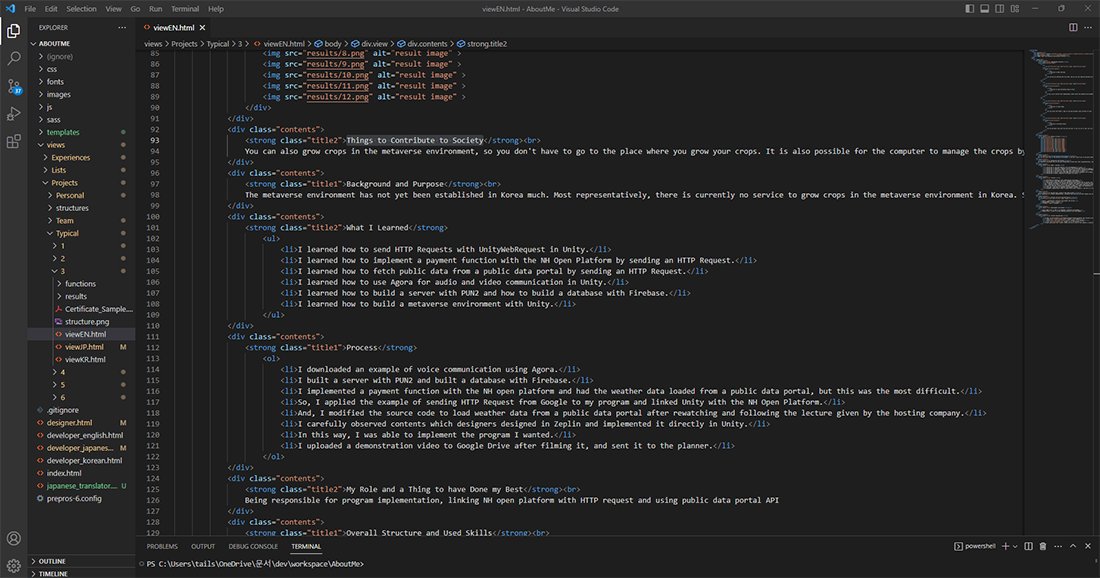 File Edit Selection View Go Run Terminal Help
viewEN.html - AboutMe - Visual Studio Code
EXPLORER
ABOUTME
(ignore)
css
fonts
images
js
sass
templates
views
Experiences
Lists
Projects
Personal
structures
Team
Typical
1
2
3
functions
results
Certificate_Sample....
structure.png
viewEN.html
viewJP.html M
viewKR.html
4
5
6
.gitignore
designer.html M
developer_english.html
developer_japanes... M
developer_korean.html
index.html
japanese_translator.... U
prepros-6.config
OUTLINE
TIMELINE
37
viewEN.html
views > Projects > Typical > 3 > viewEN.html > body > div.view > div.contents > strong.title2
85 <img src="results/8.png" alt="result image" >
86 <img src="results/9.png" alt="result image" >
87 <img src="results/10.png" alt="result image" >
88 <img src="results/11.png" alt="result image" >
89 <img src="results/12.png" alt="result image" >
90 </div>
91 </div>
92 <div class="contents">
93 <strong class="title2">Things to Contribute to Society</strong><br>
94 You can also grow crops in the metaverse environment, so you don't have to go to the place where you grow your crops. It is also possible for the computer to manage the crops by
95 </div>
96 <div class="contents">
97 <strong class="title1">Background and Purpose</strong><br>
98 The metaverse environment has not yet been established in Korea much. Most representatively, there is currently no service to grow crops in the metaverse environment in Korea.
99 </div>
100 <div class="contents">
101 <strong class="title2">What I Learned</strong>
102 <ul>
103 <li>I learned how to send HTTP Requests with UnityWebRequest in Unity.</li>
104 <li>I learned how to implement a payment function with the NH Open Platform by sending an HTTP Request.</li>
105 <li>I learned how to fetch public data from a public data portal by sending an HTTP Request.</li>
106 <li>I learned how to use Agora for audio and video communication in Unity.</li>
107 <li>I learned how to build a server with PUN2 and how to build a database with Firebase.</li>
108 <li>I learned how to build a metaverse environment with Unity.</li>
109 </ul>
110 </div>
111 <div class="contents">
112 <strong class="title1">Process</strong>
113 <ol>
114 <li>I downloaded an example of voice communication using Agora.</li>
115 <li>I built a server with PUN2 and built a database with Firebase.</li>
116 <li>I implemented a payment function with the NH open platform and had the weather data loaded from a public data portal, but this was the most difficult.</li>
117 <li>So, I applied the example of sending HTTP Request from Google to my program and linked Unity with the NH Open Platform.</li>
118 <li>And, I modified the source code to load weather data from a public data portal after rewatching and following the lecture given by the hosting company.</li>
119 <li>I carefully observed contents which designers designed in Zeplin and implemented it directly in Unity.</li>
120 <li>In this way, I was able to implement the program I wanted.</li>
121 <li>I uploaded a demonstration video to Google Drive after filming it, and sent it to the planner.</li>
122 </ol>
123 </div>
124 <div class="contents">
125 <strong class="title2">My Role and a Thing to have Done my Best</strong><br>
126 Being responsible for program implementation, linking NH open platform with HTTP request and using public data portal API
127 </div>
128 <div class="contents">
129 <strong class="title1">Overall Structure and Used Skills</strong><br>
PROBLEMS OUTPUT DEBUG CONSOLE TERMINAL
powershell
PS C:\Users\tails\OneDrive\문서\dev\workspace\AboutMe>